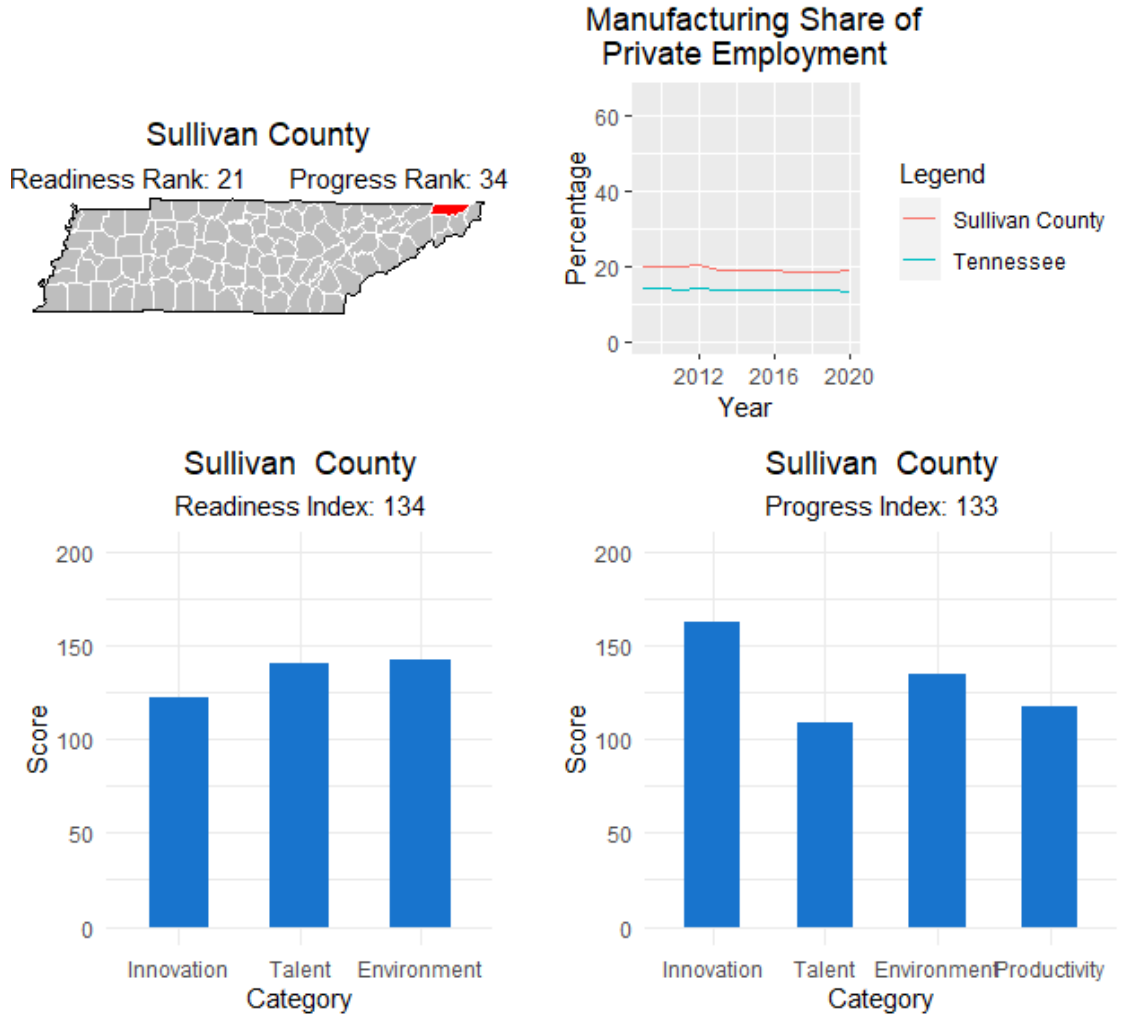 Sullivan County
Readiness Rank: 21 Progress Rank: 34
Manufacturing Share of
Private Employment
Percentage
60
40
20
0
2012 2016 2020
Year
Legend
Sullivan County
Tennessee
Sullivan  County
Readiness Index: 134
Score
200
150
100
50
0
Innovation Talent Environment
Category
Sullivan  County
Progress Index: 133
Score
200
150
100
50
0
Innovation Talent Environment Productivity
Category